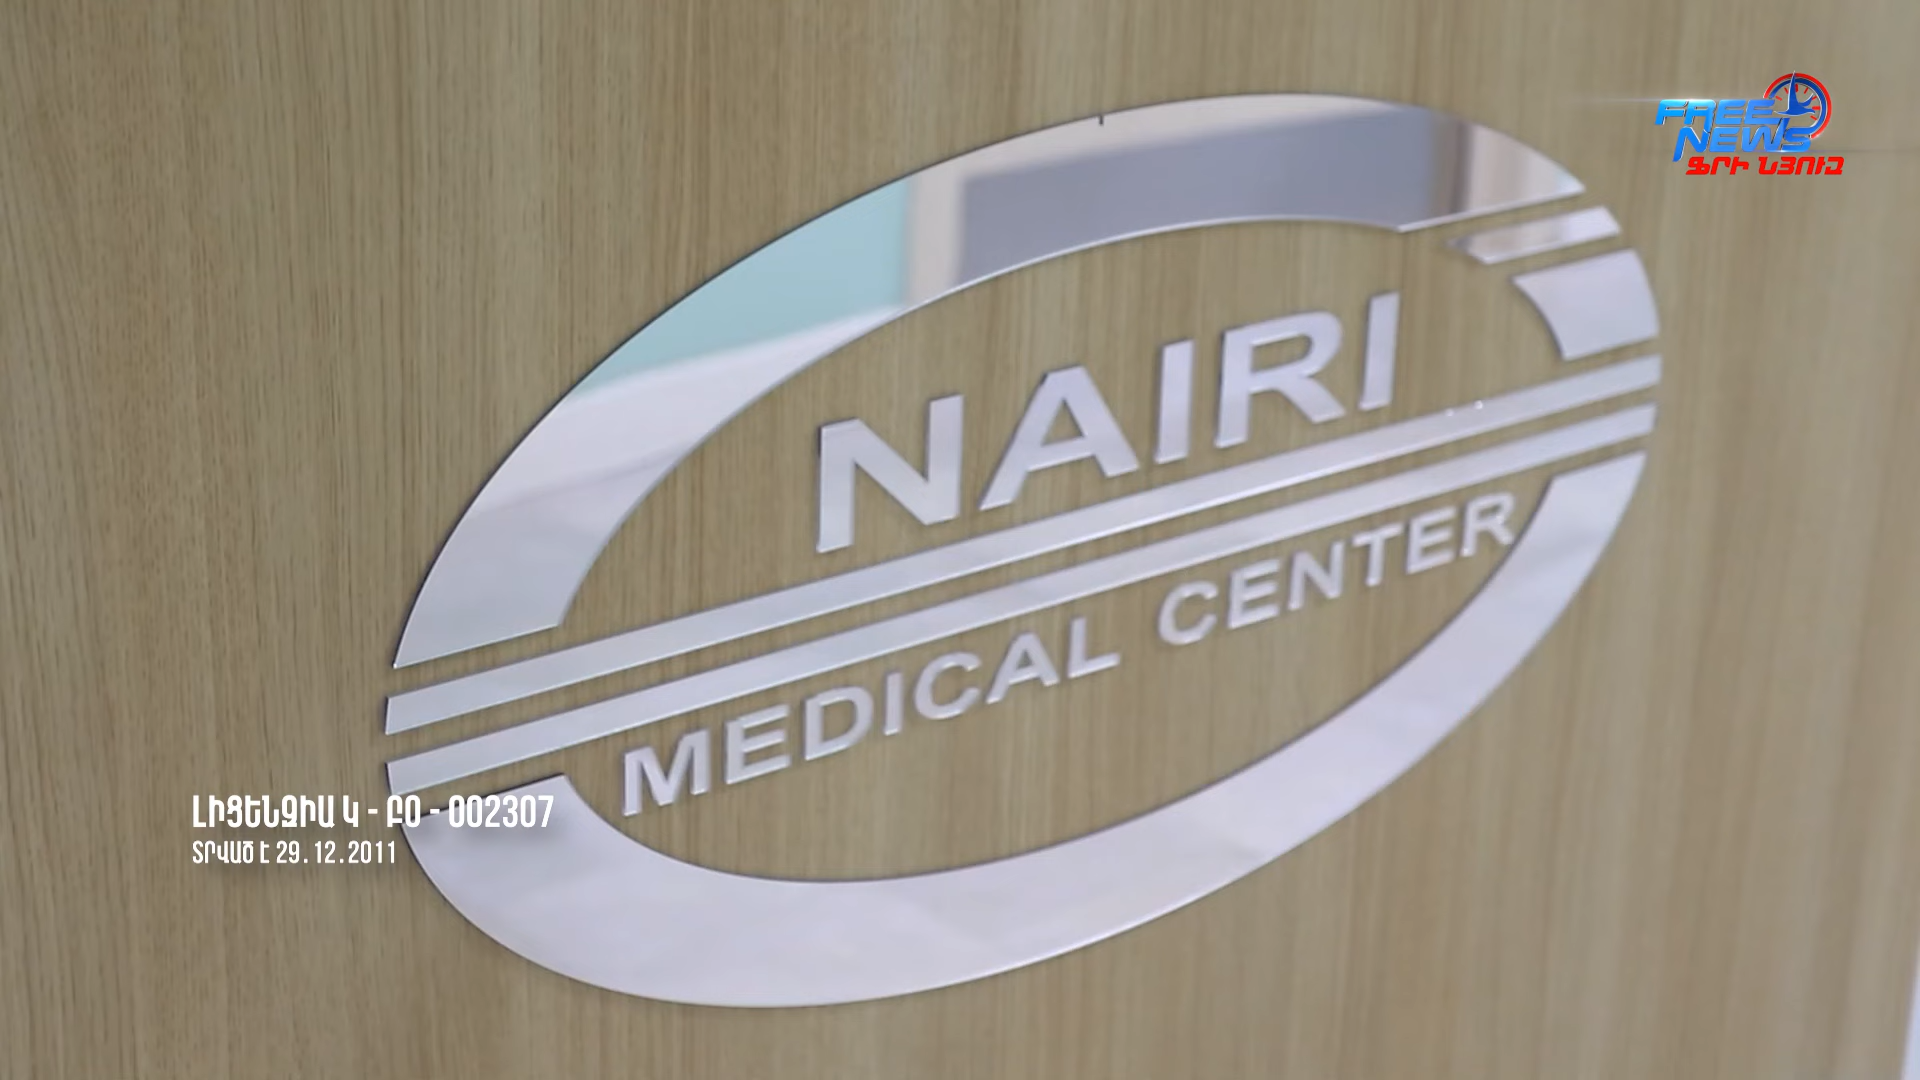 FREE
NEWS
ՖՐԻ ՆՅՈՒԶ
NAIRI
MEDICAL CENTER
ԼԻՑԵՆԶԻԱ Կ - ԲՕ - 002307
ՏՐՎԱԾ Է 29.12.2011